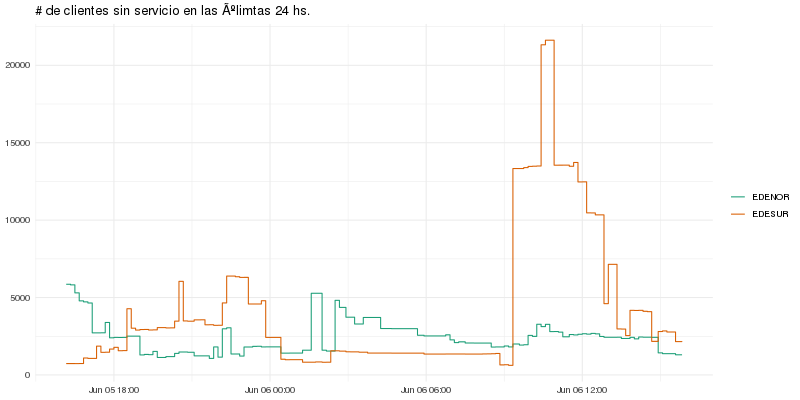 # de clientes sin servicio en las Ãºlimtas 24 hs.
20000
15000
10000
5000
0
Jun 05 18:00 Jun 06 00:00 Jun 06 06:00 Jun 06 12:00
EDENOR
EDESUR